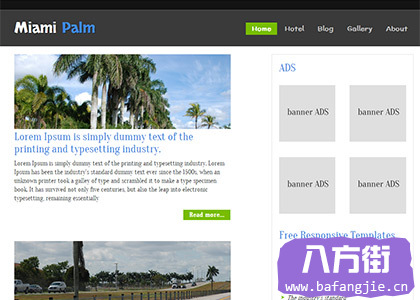 Miami Palm
Home Hotel Blog Gallery About
Lorem Ipsum is simply dummy text of the
printing and typesetting industry.
Lorem Ipsum is simply dummy text of the printing and typesetting industry. Lorem
Ipsum has been the industry's standard dummy text ever since the 1500s, when an
unknown printer took a galley of type and scrambled it to make a type specimen
book. It has survived not only five centuries, but also the leap into electronic
typesetting, remaining essentially
Read more...
ADS
banner ADS banner ADS
banner ADS banner ADS
Free Responsive Templates
The industry's standard
八方街
www.bafangjie.cn